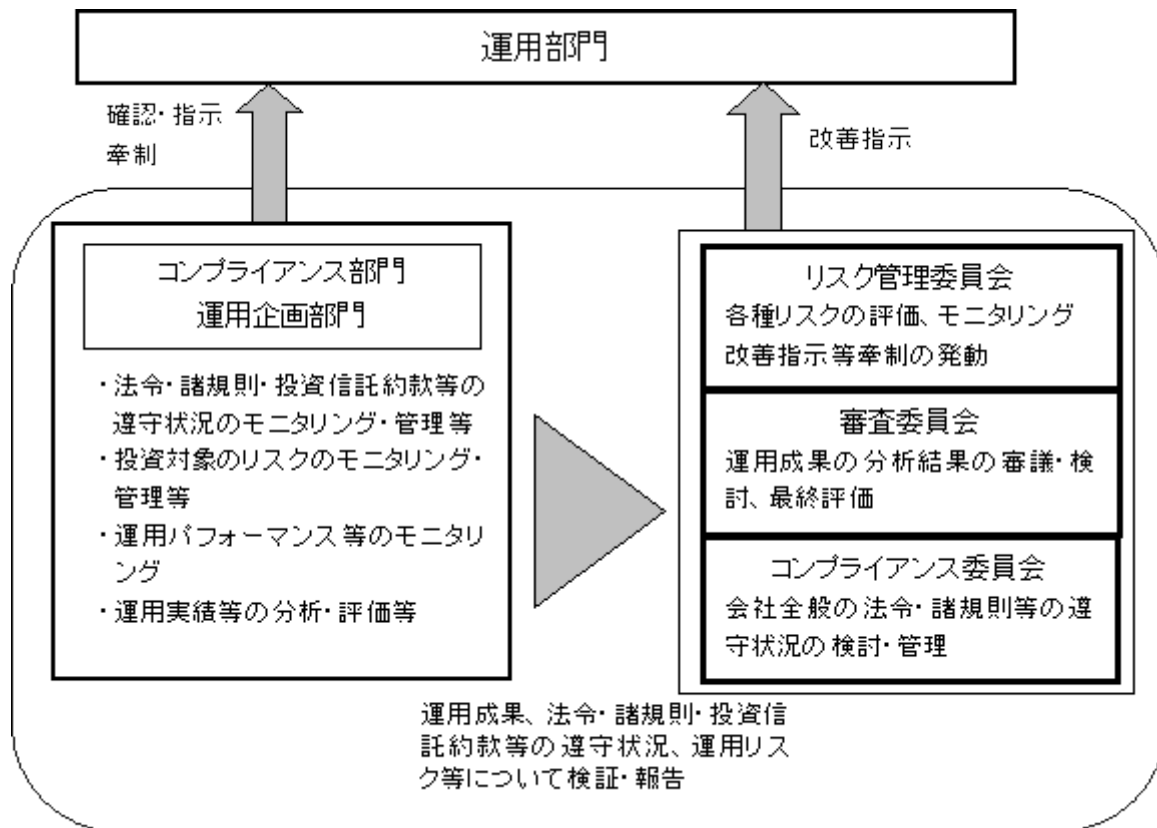 運用部門
確認・指示
牽制
改善指示
コンプライアンス部門
運用企画部門
・法令・諸規則・投資信託約款等の
遵守状況のモニタリング・管理等
・投資対象のリスクのモニタリング・
管理等
・運用パフォーマンス等のモニタリ
ング
・運用実績等の分析・評価等
リスク管理委員会
各種リスクの評価、モニタリング
改善指示等牽制の発動
審査委員会
運用成果の分析結果の審議・検
討、最終評価
コンプライアンス委員会
会社全般の法令・諸規則等の遵
守状況の検討・管理
運用成果、法令・諸規則・投資信
託約款等の遵守状況、運用リス
ク等について検証・報告